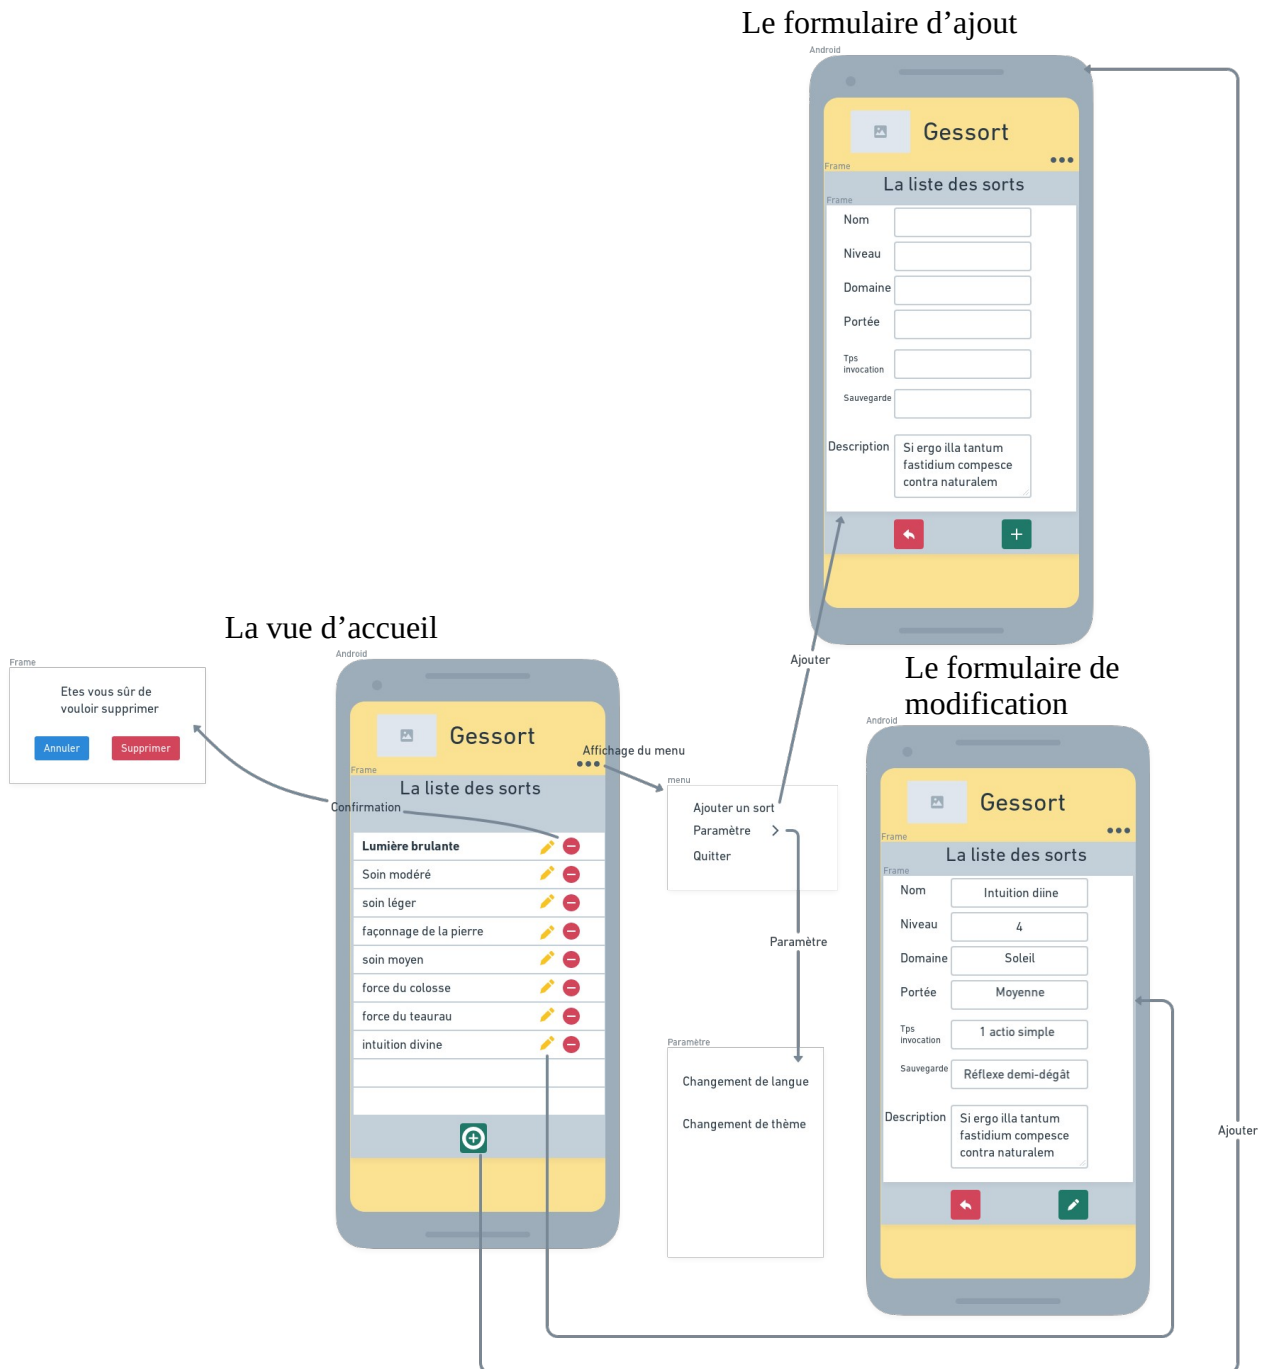 Le formulaire d’ajout
Android
Gessort
Frame
La liste des sorts
Frame
Nom
Niveau
Domaine
Portée
Tps
invocation
Sauvegarde
Description
Si ergo illa tantum
fastidium compesce
contra naturalem
Ajouter
La vue d’accueil
Android
Frame
Etes vous sûr de
vouloir supprimer
Annuler
Supprimer
Confirmation
Gessort
Affichage du menu
Frame
La liste des sorts
Lumière brulante
Soin modéré
soin léger
façonnage de la pierre
soin moyen
force du colosse
force du teaurau
intuition divine
menu
Ajouter un sort
Paramètre
Quitter
Paramètre
Paramètre
Changement de langue
Changement de thème
Le formulaire de
modification
Android
Gessort
Frame
La liste des sorts
Frame
Nom
Intuition diine
Niveau
4
Domaine
Soleil
Portée
Moyenne
Tps
invocation
1 actio simple
Sauvegarde
Réflexe demi-dégât
Description
Si ergo illa tantum
fastidium compesce
contra naturalem
Ajouter